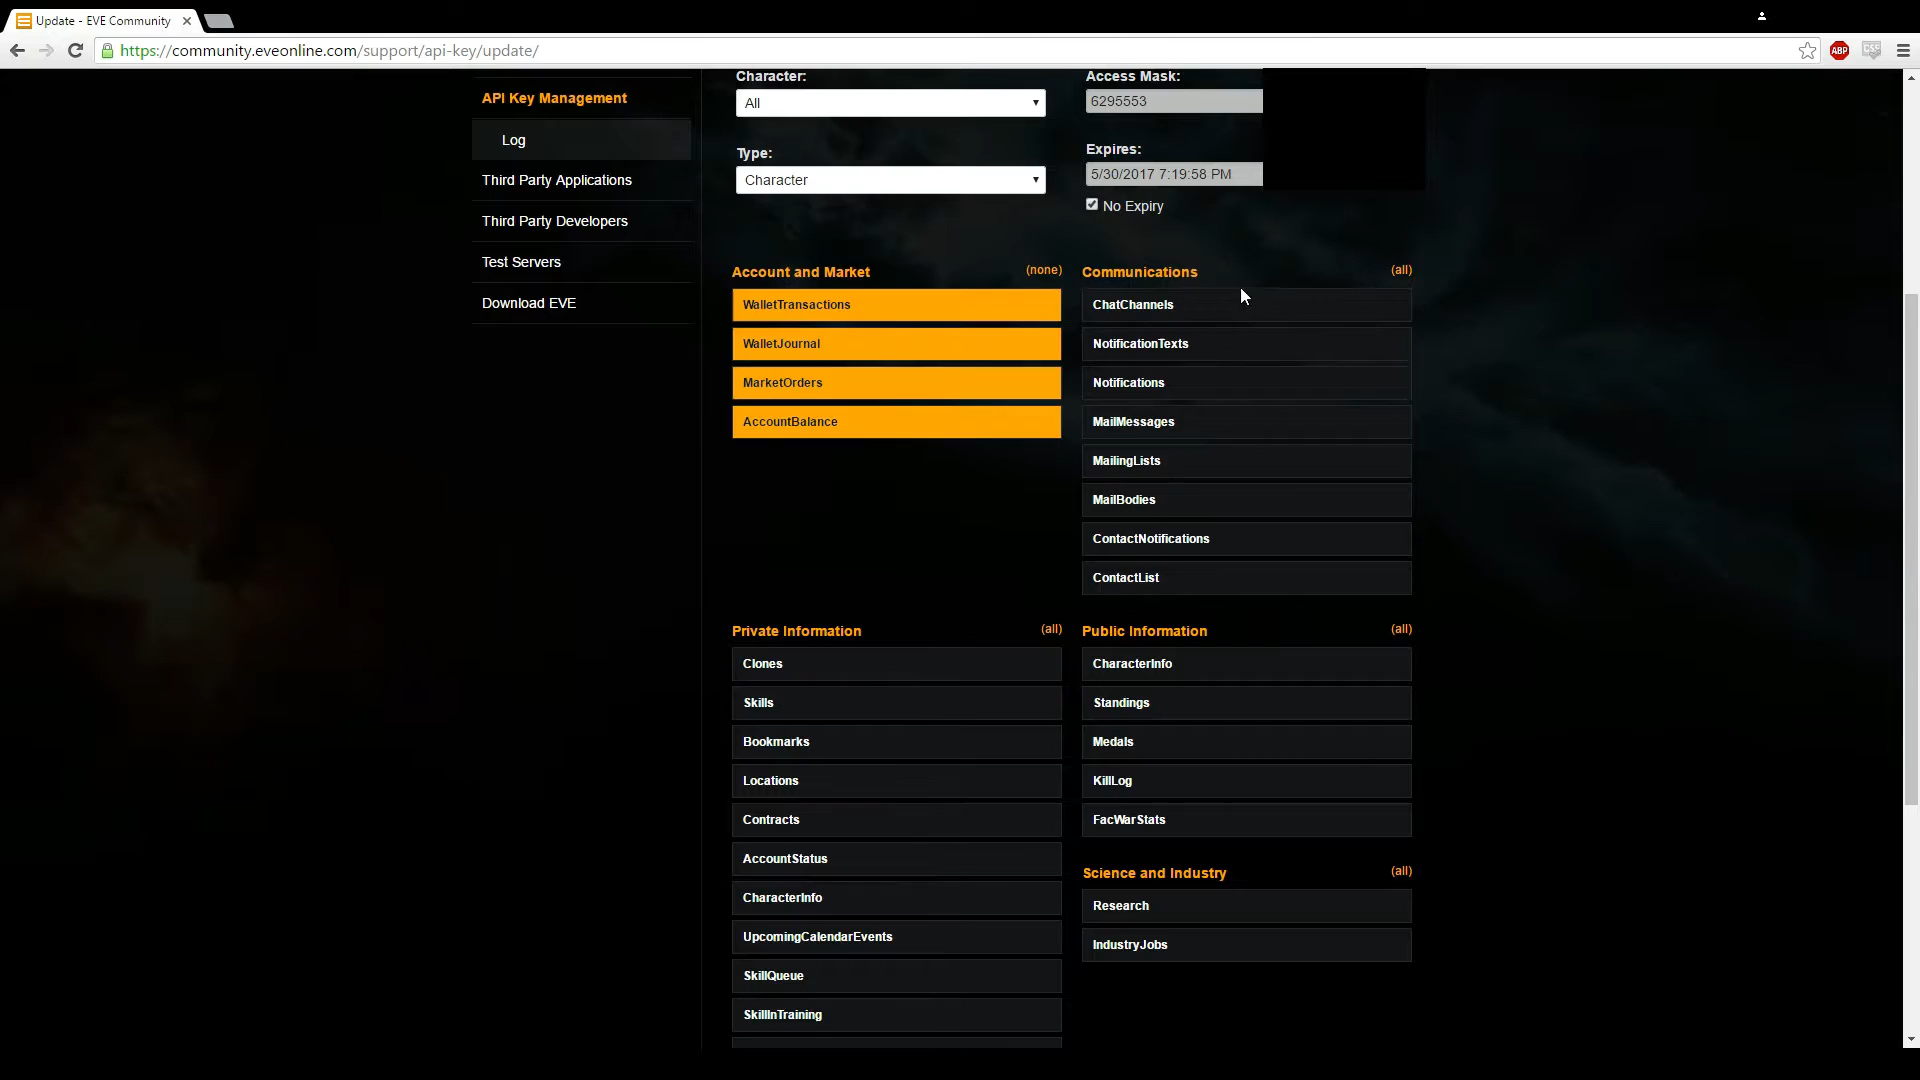 Update - EVE Community
https://community.eveonline.com/support/api-key/update/
ABP
CSP
API Key Management
Log
Third Party Applications
Third Party Developers
Test Servers
Download EVE
Character:
All
Type:
Character
Access Mask:
6295553
Expires:
5/30/2017 7:19:58 PM
No Expiry
Account and Market (none)
WalletTransactions
WalletJournal
MarketOrders
AccountBalance
Communications (all)
ChatChannels
NotificationTexts
Notifications
MailMessages
MailingLists
MailBodies
ContactNotifications
ContactList
Private Information (all)
Clones
Skills
Bookmarks
Locations
Contracts
AccountStatus
CharacterInfo
UpcomingCalendarEvents
SkillQueue
SkillInTraining
Public Information (all)
CharacterInfo
Standings
Medals
KillLog
FacWarStats
Science and Industry (all)
Research
IndustryJobs